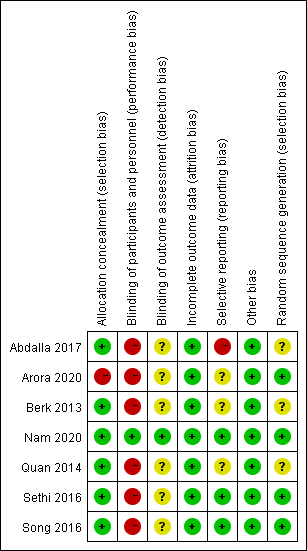 Allocation concealment (selection bias)
Blinding of participants and personnel (performance bias)
Blinding of outcome assessment (detection bias)
Incomplete outcome data (attrition bias)
Selective reporting (reporting bias)
Other bias
Random sequence generation (selection bias)
Abdalla 2017 + - ? + - + ?
Arora 2020 - - ? + ? + +
Berk 2013 + - ? + ? + ?
Nam 2020 + + + + + + +
Quan 2014 + - ? + ? + ?
Sethi 2016 + - ? + + + +
Song 2016 + - ? + + + +